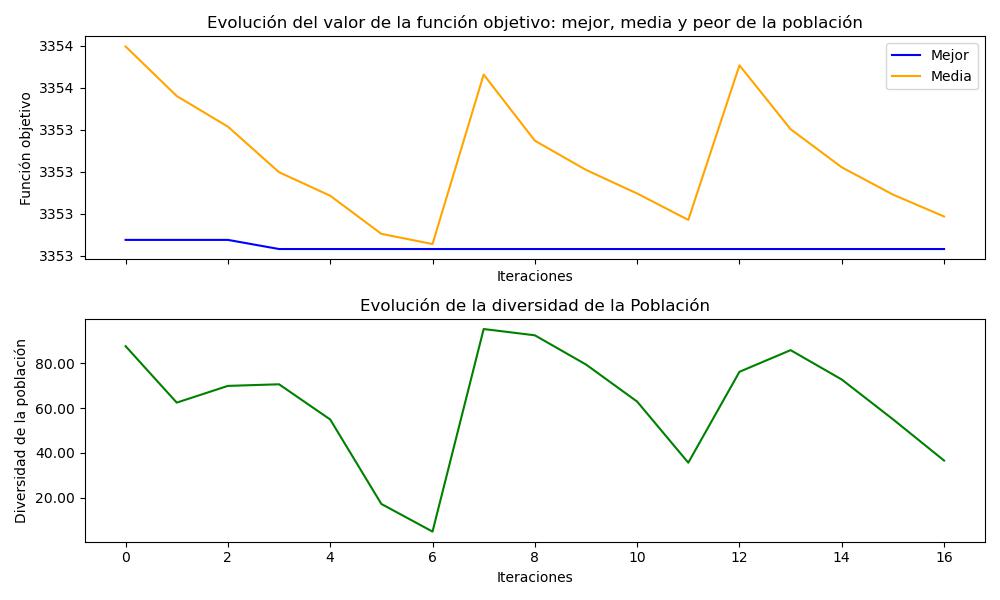 Evolución del valor de la función objetivo: mejor, media y peor de la población
3354
3354
3353
3353
3353
3353
Función objetivo
Mejor
Media
Iteraciones
Evolución de la diversidad de la Población
80.00
60.00
40.00
20.00
Diversidad de la población
0 2 4 6 8 10 12 14 16
Iteraciones